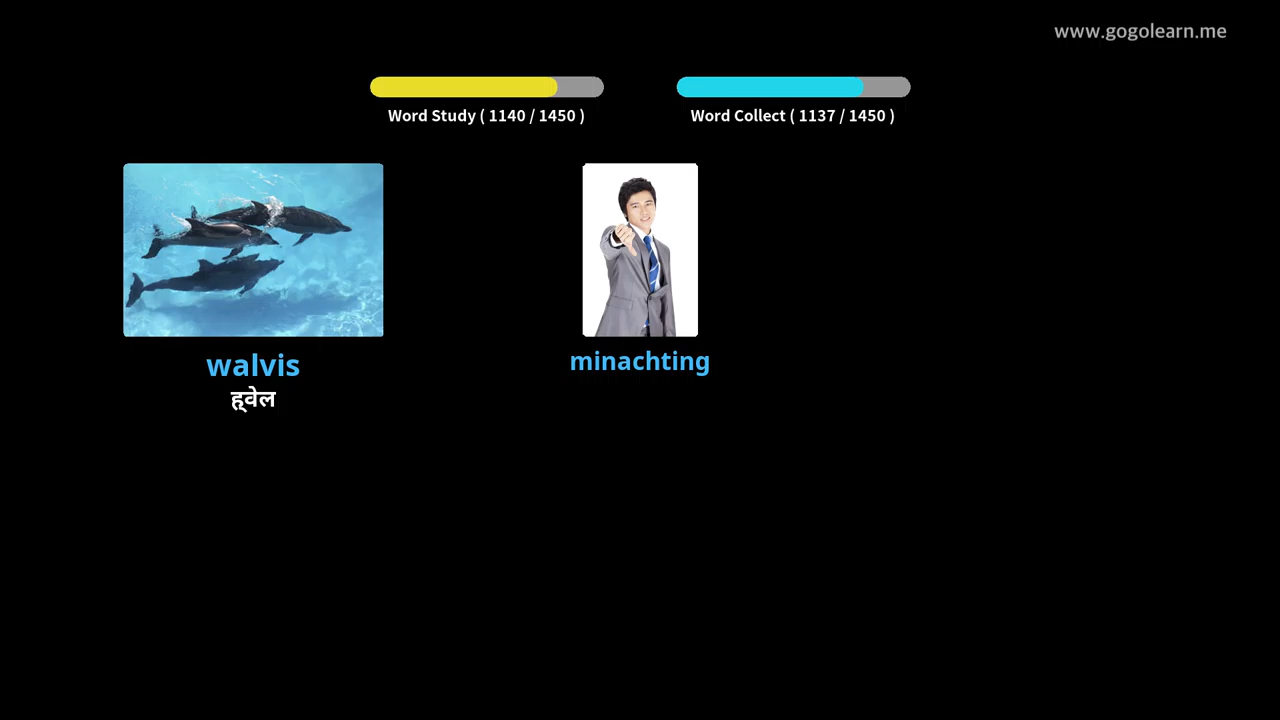 www.gogolearn.me
Word Study ( 1140 / 1450 )
Word Collect ( 1137 / 1450 )
walvis
ह्वेल
minachting